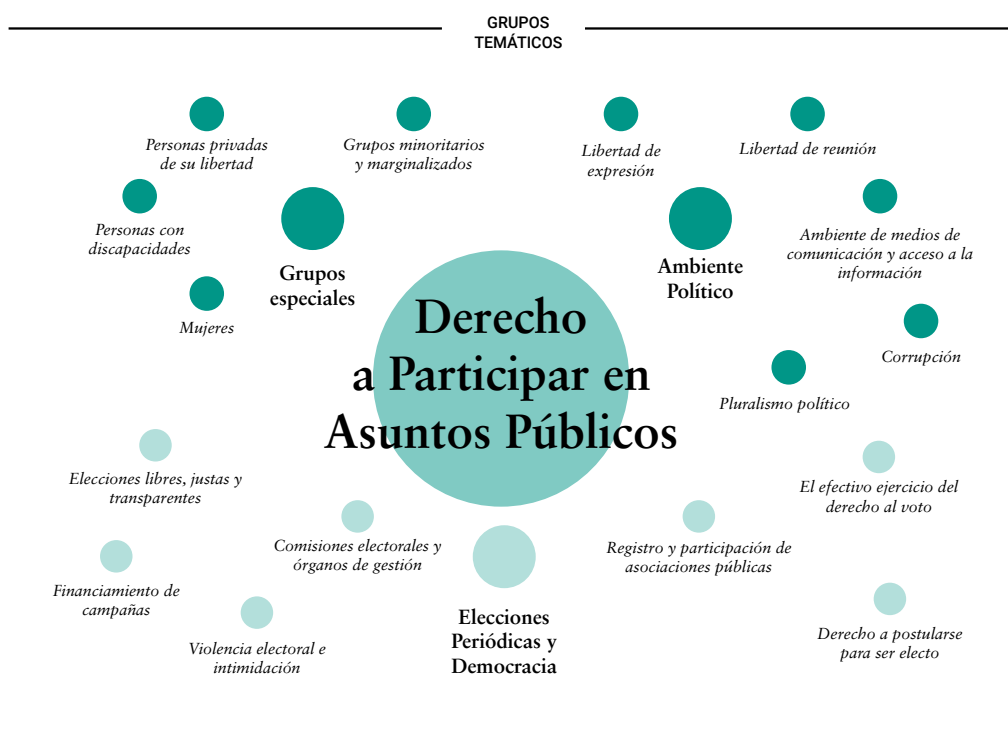 GRUPOS
TEMÁTICOS
Personas privadas
de su libertad
Grupos minoritarios
y marginalizados
Libertad de
expresión
Libertad de reunión
Personas con
discapacidades
Grupos
especiales
Mujeres
Ambiente
Político
Ambiente de medios de
comunicación y acceso a la
información
Corrupción
Pluralismo político
Derecho
a Participar en
Asuntos Públicos
Elecciones libres, justas y
transparentes
El efectivo ejercicio del
derecho al voto
Comisiones electorales y
órganos de gestión
Registro y participación de
asociaciones públicas
Financiamiento de
campañas
Violencia electoral e
intimidación
Elecciones
Periódicas y
Democracia
Derecho a postularse
para ser electo